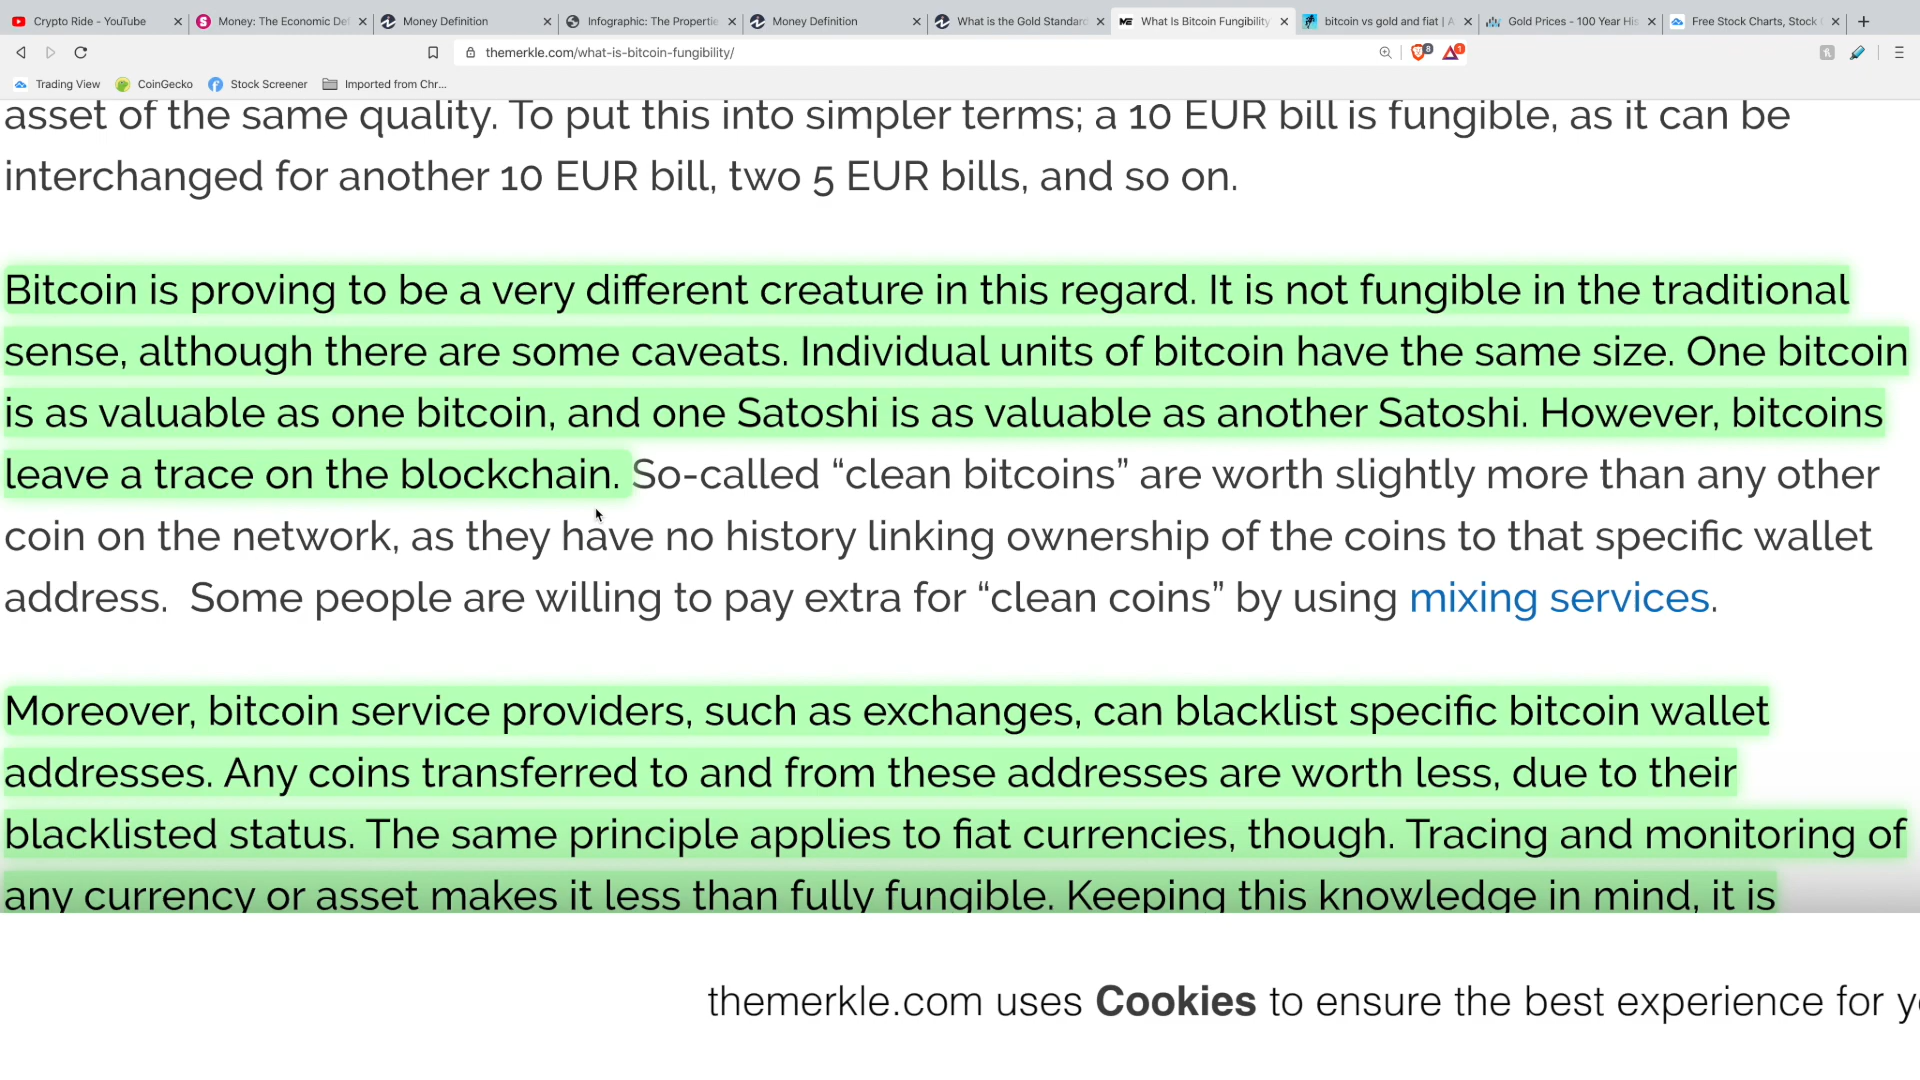 Crypto Ride - YouTube
Money: The Economic De
Money Definition
Infographic: The Propertie
Money Definition
What is the Gold Standard
What Is Bitcoin Fungibility
bitcoin vs gold and fiat | A
Gold Prices - 100 Year His
Free Stock Charts, Stock
themerkle.com/what-is-bitcoin-fungibility/
8
1
Trading View
CoinGecko
Stock Screener
Imported from Chr...
asset of the same quality. To put this into simpler terms; a 10 EUR bill is fungible, as it can be
interchanged for another 10 EUR bill, two 5 EUR bills, and so on.
Bitcoin is proving to be a very different creature in this regard. It is not fungible in the traditional
sense, although there are some caveats. Individual units of bitcoin have the same size. One bitcoin
is as valuable as one bitcoin, and one Satoshi is as valuable as another Satoshi. However, bitcoins
leave a trace on the blockchain. So-called “clean bitcoins” are worth slightly more than any other
coin on the network, as they have no history linking ownership of the coins to that specific wallet
address.  Some people are willing to pay extra for “clean coins” by using mixing services.
Moreover, bitcoin service providers, such as exchanges, can blacklist specific bitcoin wallet
addresses. Any coins transferred to and from these addresses are worth less, due to their
blacklisted status. The same principle applies to fiat currencies, though. Tracing and monitoring of
any currency or asset makes it less than fully fungible. Keeping this knowledge in mind, it is
themerkle.com uses Cookies to ensure the best experience for